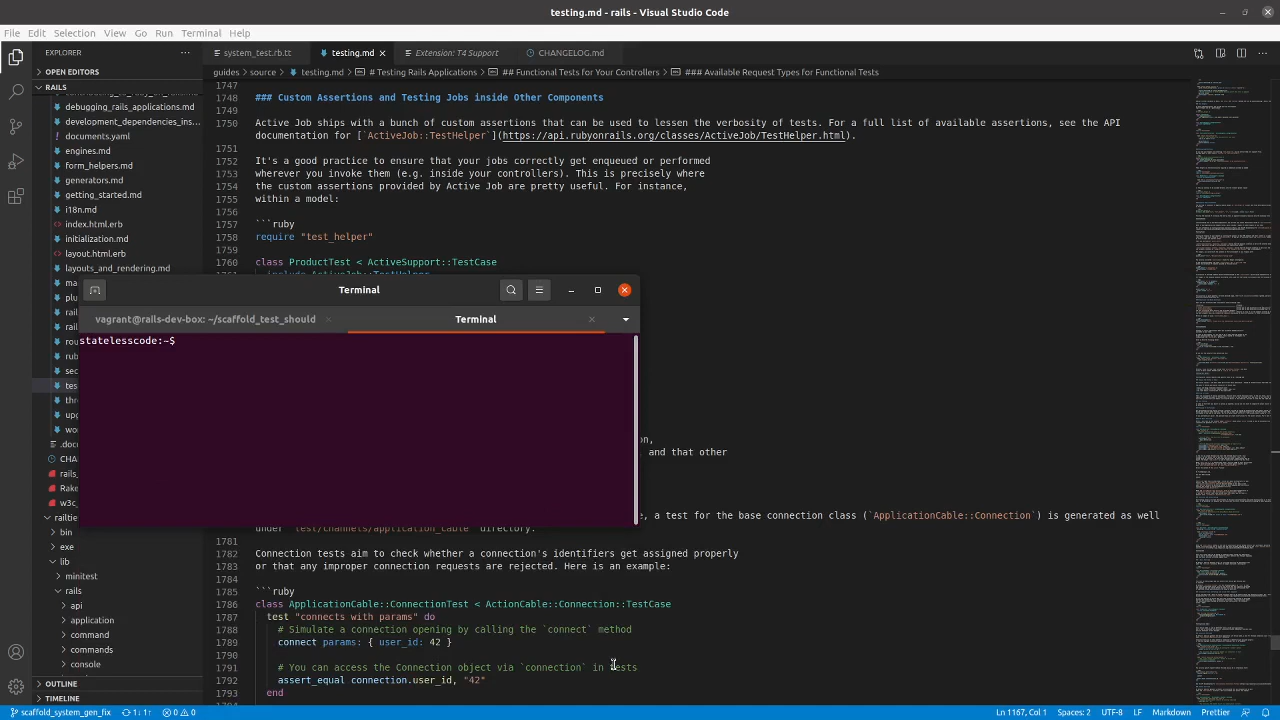 testing.md - rails - Visual Studio Code
File Edit Selection View Go Run Terminal Help
EXPLORER
system_test.rb.tt
testing.md
Extension: T4 Support
CHANGELOG.md
OPEN EDITORS
guides > source > testing.md > # Testing Rails Applications > ## Functional Tests for Your Controllers > ### Available Request Types for Functional Tests
RAILS
debugging_rails_applications.md
development_dependencies_ins...
documents.yaml
engines.md
form_helpers.md
generators.md
getting_started.md
i18n.md
index.html.erb
initialization.md
layout.html.erb
layouts_and_rendering.md
1747
1748 ### Custom Assertions and Testing Jobs inside Other Components
1749
1750 Active Job ships with a bunch of custom assertions that can be used to lessen the verbosity of tests. For a full list of available assertions, see the API
documentation for [`ActiveJob::TestHelper`](https://api.rubyonrails.org/classes/ActiveJob/TestHelper.html).
1751
1752 It's a good practice to ensure that your jobs correctly get enqueued or performed
1753 wherever you invoke them (e.g. inside your controllers). This is precisely where
1754 the custom assertions provided by Active Job are pretty useful. For instance,
1755 within a model:
1756
1757 ```ruby
1758 require "test_helper"
1759
1760 class ProductTest < ActiveSupport::TestCase
Terminal
vagrant@rails-dev-box: ~/scaffold_test_should
Terminal
statelesscode:~$
and that other
, a test for the base connection class (`ApplicationCable::Connection`) is generated as well
1781
1782 Connection tests aim to check whether a connection's identifiers get assigned properly
1783 or that any improper connection requests are rejected. Here is an example:
1784
1785 ```ruby
1786 class ApplicationCable::ConnectionTest < ActionCable::Connection::TestCase
1787 test "connects with params" do
1788 # Simulate connection opening by calling the `connect` method
1789 connect params: { user_id: 42 }
1790
1791 # You can access the Connection object via `connection` in tests
1792 assert_equal connection.user_id, "42"
1793 end
.doc
CHA
rails_
Rake
w3c_
railties
bin
exe
lib
minitest
rails
api
application
command
commands
console
OUTLINE
TIMELINE
scaffold_system_gen_fix 1↓ 1↑ 0 0
Ln 1167, Col 1 Spaces: 2 UTF-8 LF Markdown Prettier